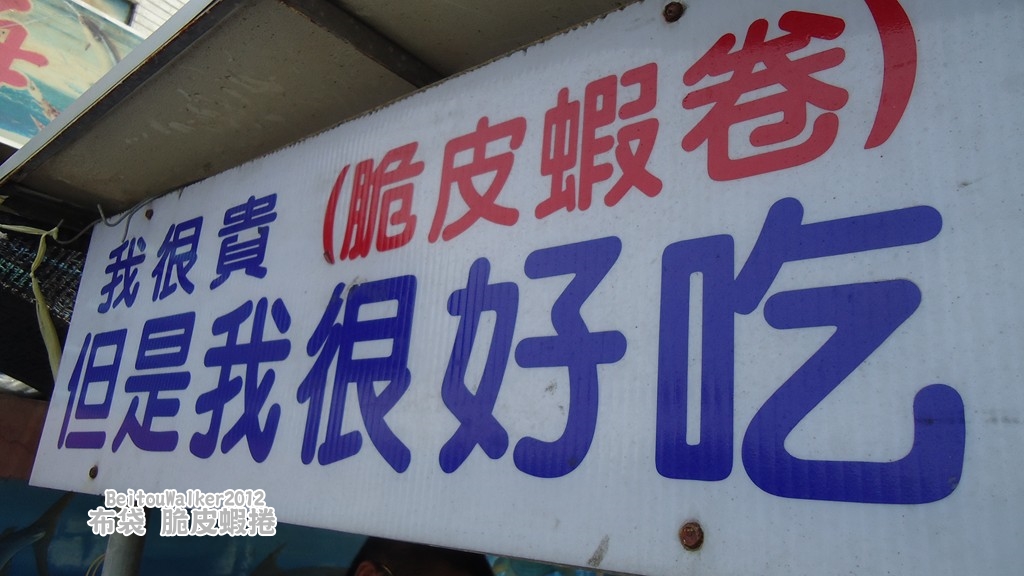 我很貴 (脆皮蝦卷)
但是我很好吃
BeitouWalker2012
布袋 脆皮蝦捲